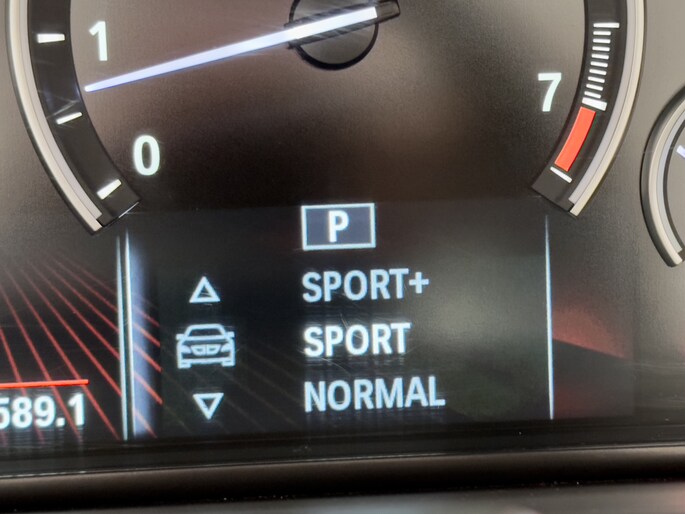 1
7
0
P
SPORT+
SPORT
NORMAL
589.1